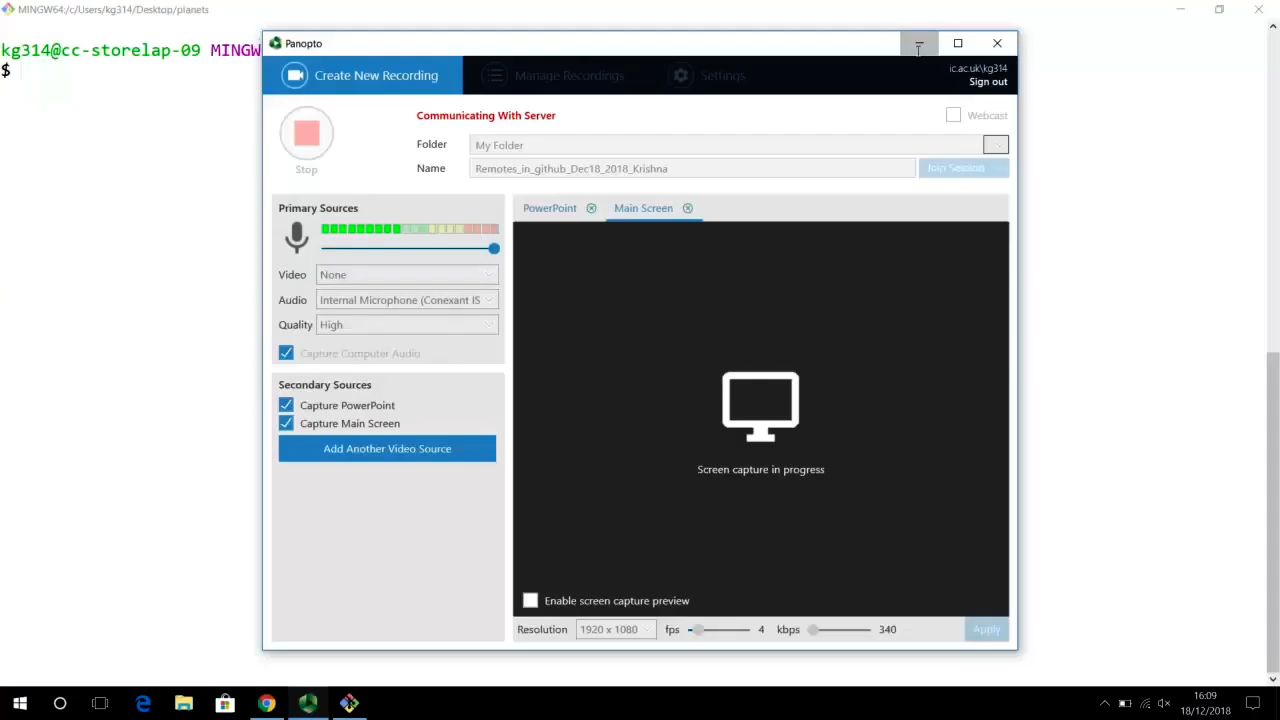 MINGW64:/c/Users/kg314/Desktop/planets
kg314@cc-storelap-09 MINGW
$
Panopto
Create New Recording
Manage Recordings
Settings
ic.ac.uk\kg314
Sign out
Stop
Communicating With Server
Webcast
Folder
My Folder
Name
Remotes_in_github_Dec18_2018_Krishna
Join Session
Primary Sources
Video
None
Audio
Internal Microphone (Conexant IS
Quality
High
Capture Computer Audio
Secondary Sources
Capture PowerPoint
Capture Main Screen
Add Another Video Source
PowerPoint
Main Screen
Screen capture in progress
Enable screen capture preview
Resolution
1920 x 1080
fps
4
kbps
340
Apply
16:09
18/12/2018